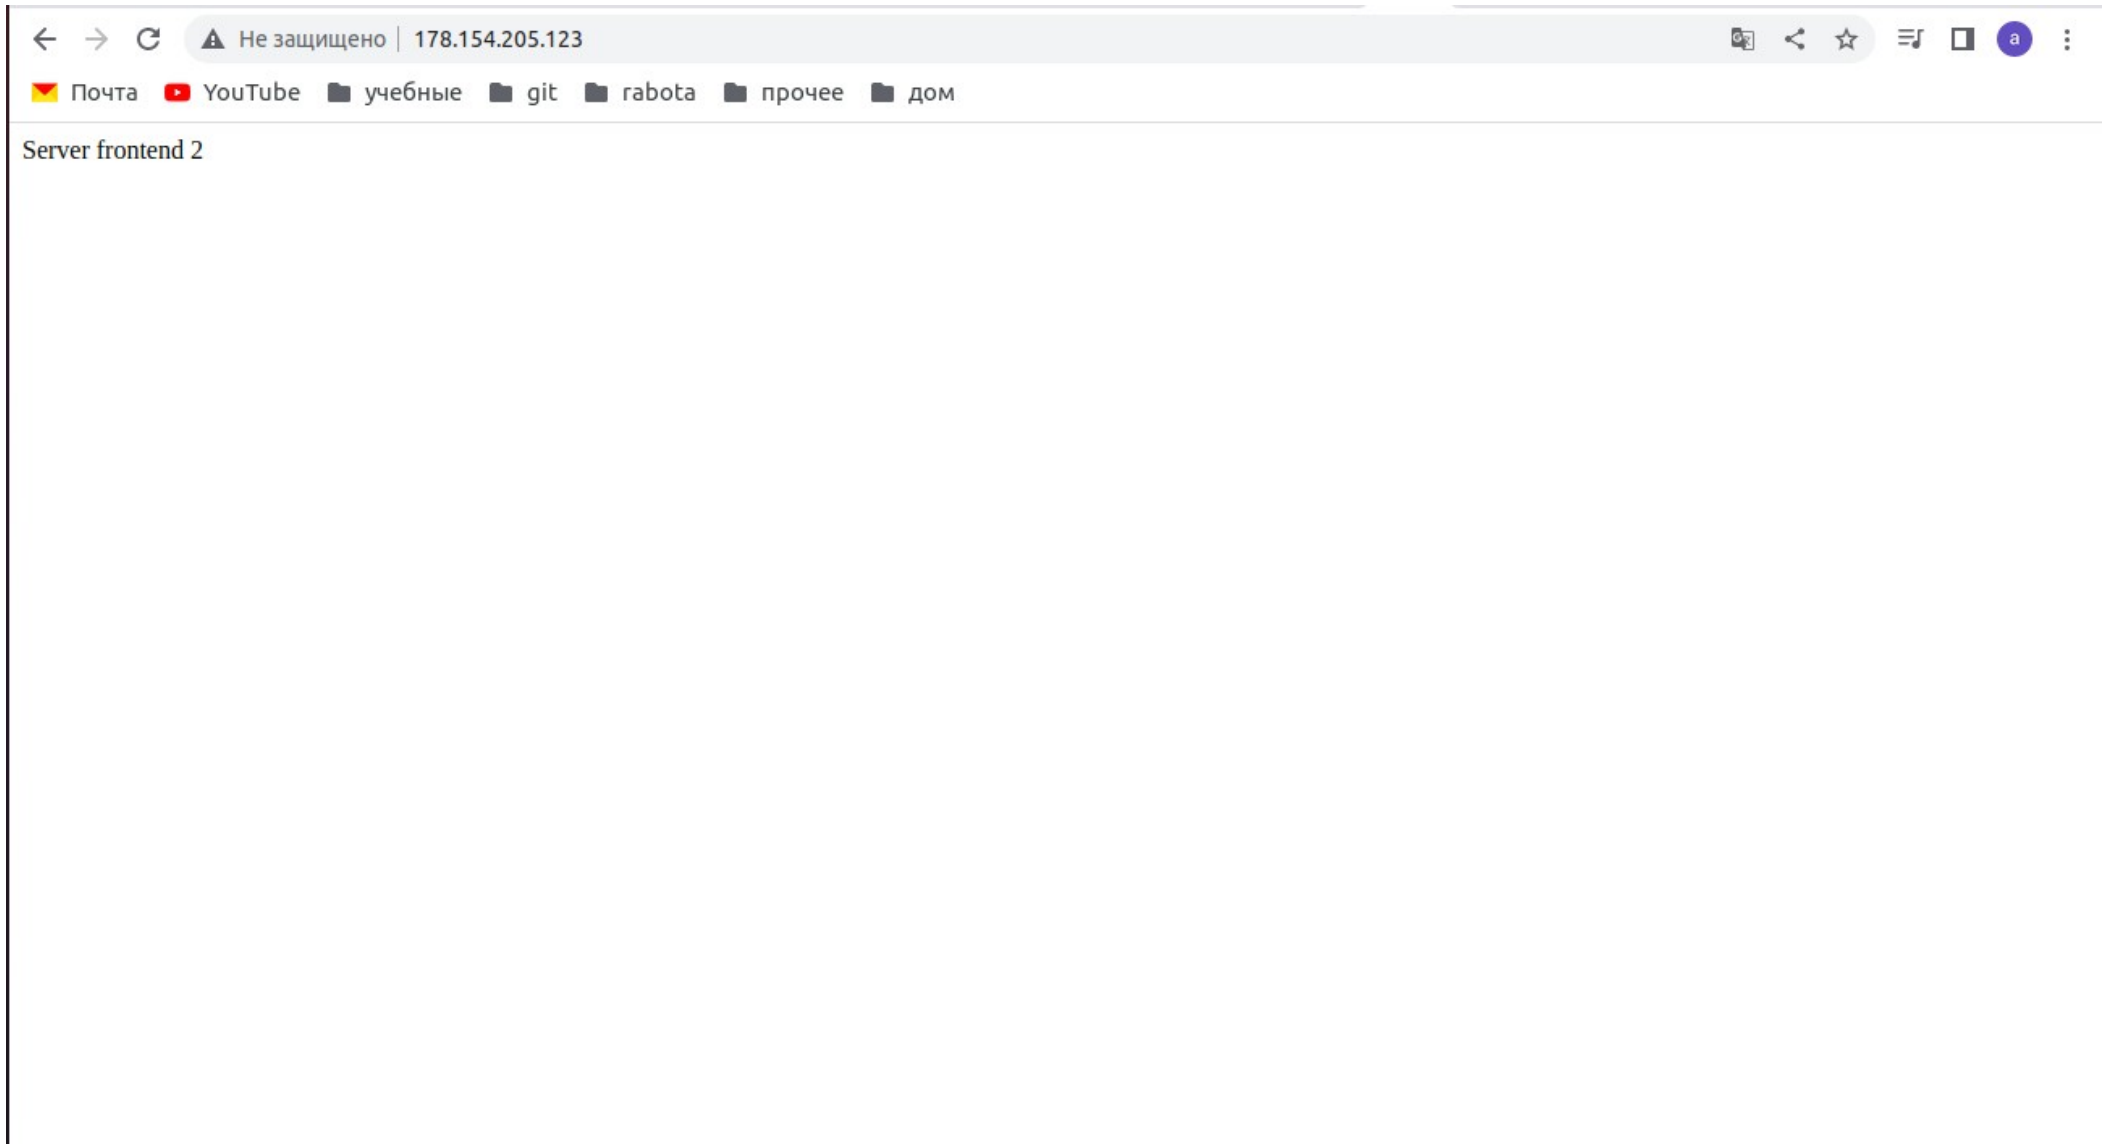 Не защищено 178.154.205.123 a
Почта YouTube учебные git rabota прочее дом
Server frontend 2